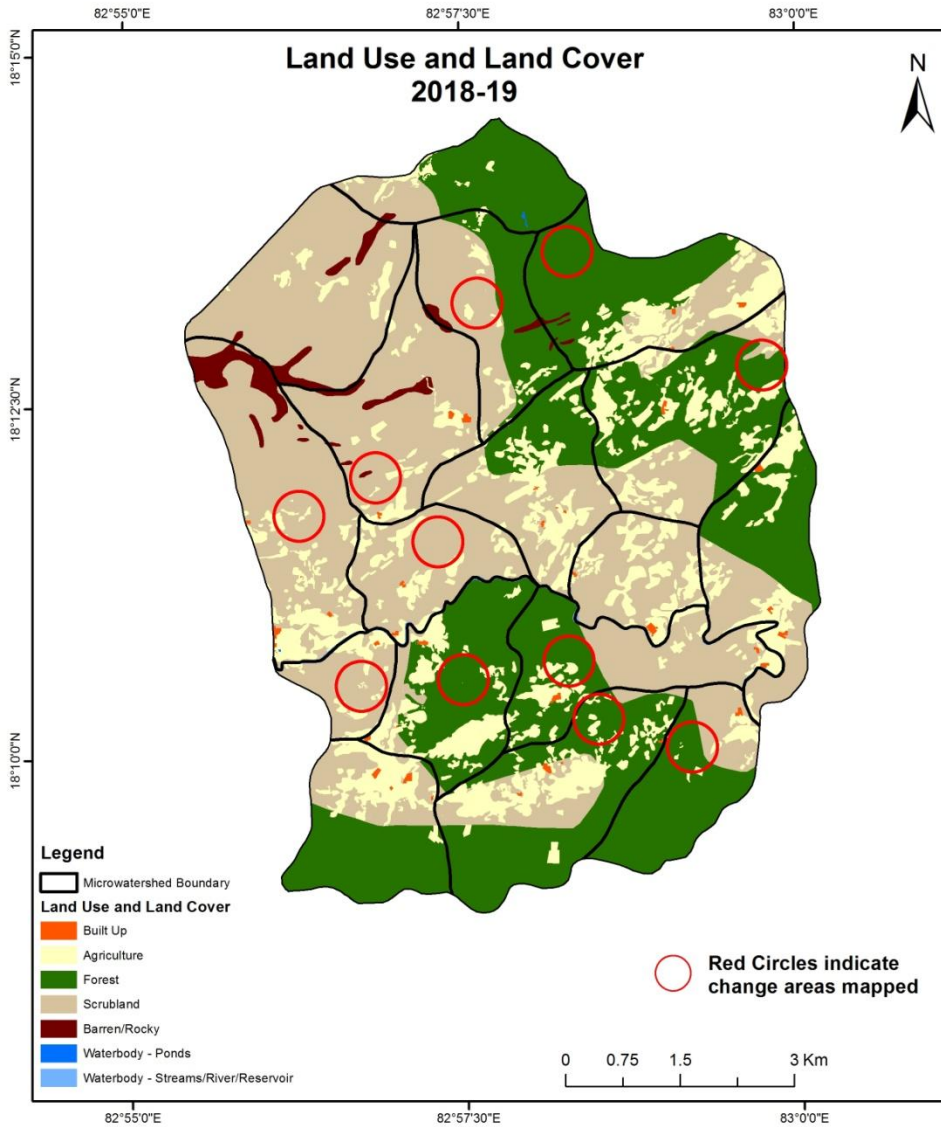 82°55'0"E
82°57'30"E
83°0'0"E
18°15'0"N
Land Use and Land Cover
2018-19
N
18°12'30"N
18°10'0"N
Legend
Microwatershed Boundary
Land Use and Land Cover
Built Up
Agriculture
Forest
Scrubland
Barren/Rocky
Waterbody - Ponds
Waterbody - Streams/River/Reservoir
Red Circles indicate
change areas mapped
0 0.75 1.5 3 Km
82°55'0"E
82°57'30"E
83°0'0"E